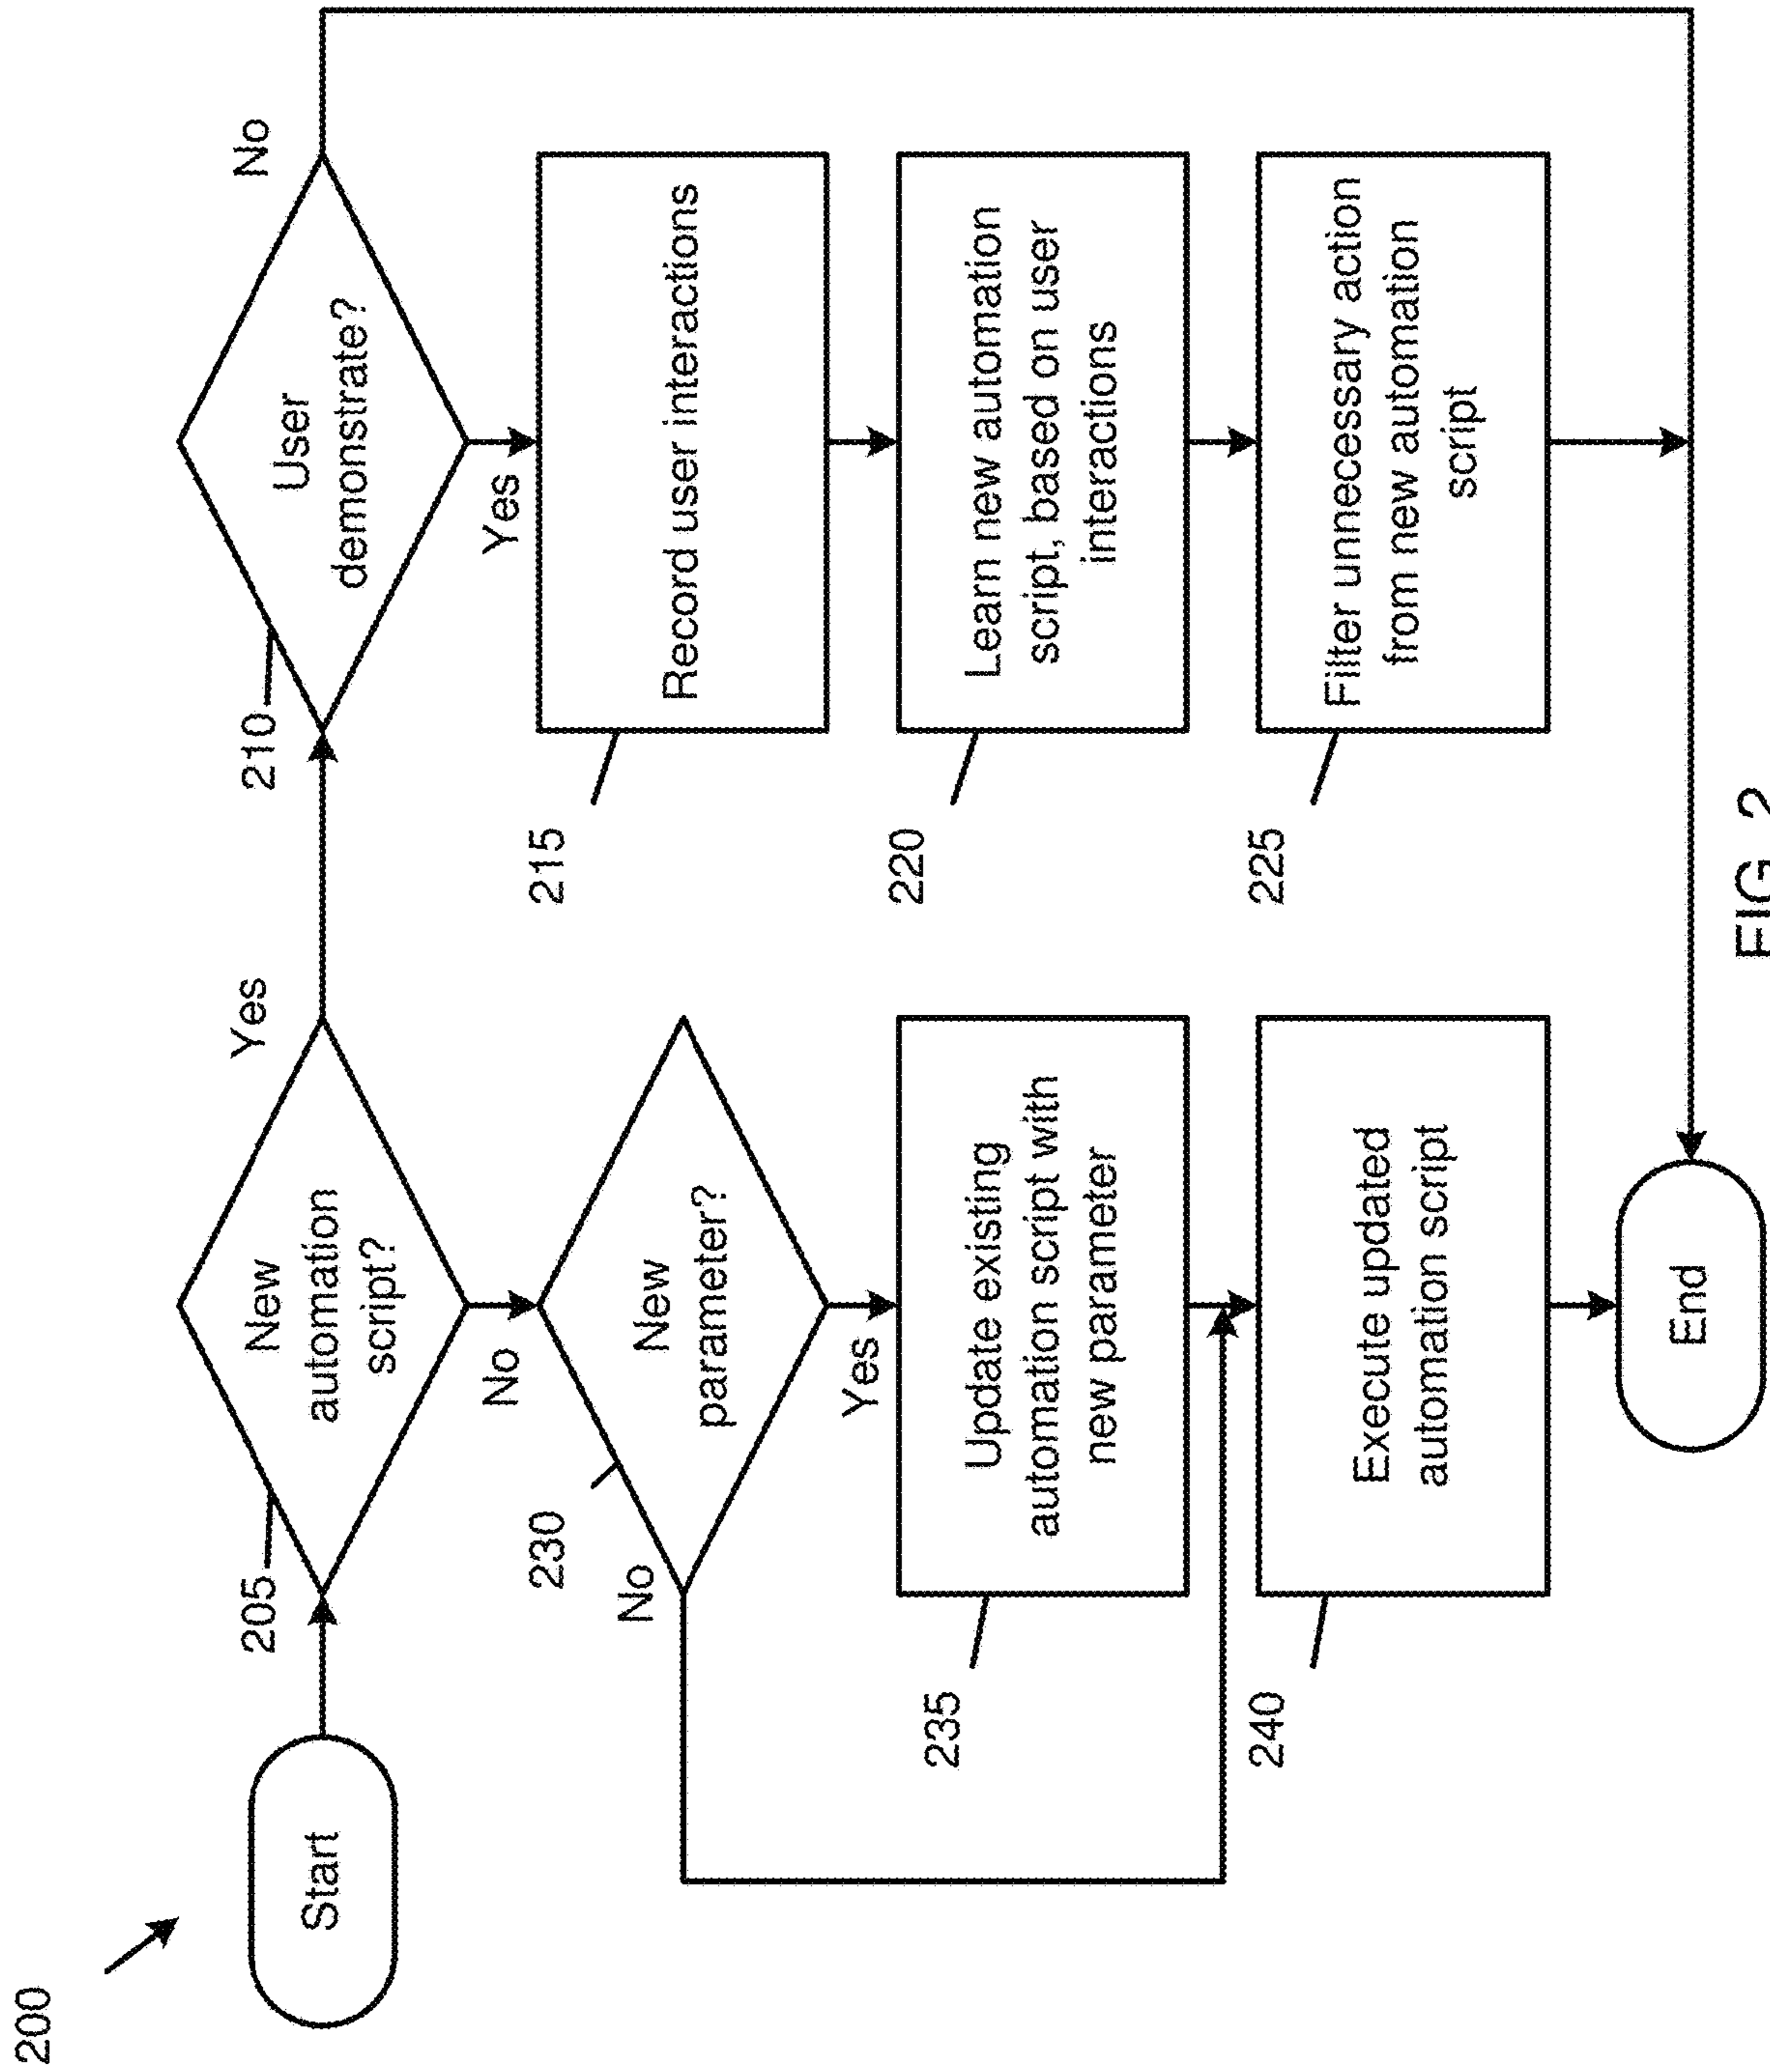 200
Start
205
New
automation
script?
Yes
No
210
User
demonstrate?
No
Yes
215
Record user interactions
220
Learn new automation
script, based on user
interactions
225
Filter unnecessary action
from new automation
script
230
New
parameter?
No
Yes
235
Update existing
automation script with
new parameter
240
Execute updated
automation script
End
FIG. 2